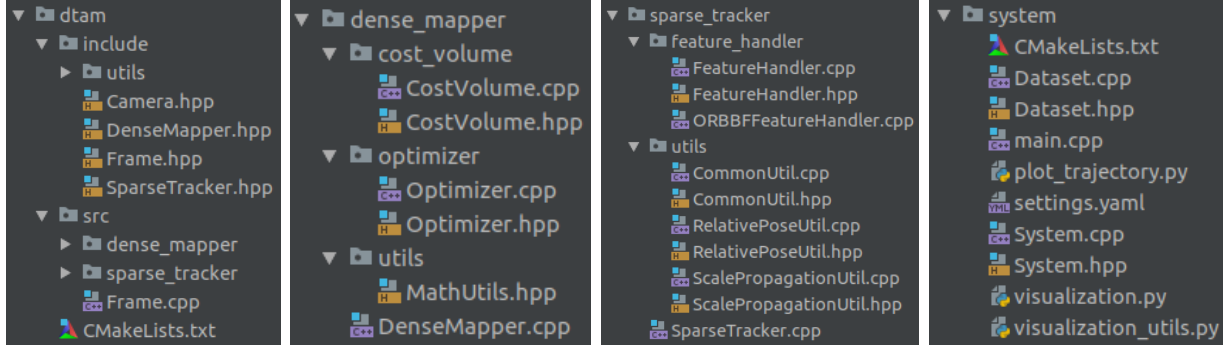 dtam
include
utils
Camera.hpp
DenseMapper.hpp
Frame.hpp
SparseTracker.hpp
src
dense_mapper
sparse_tracker
Frame.cpp
CMakeLists.txt
dense_mapper
cost_volume
CostVolume.cpp
CostVolume.hpp
optimizer
Optimizer.cpp
Optimizer.hpp
utils
MathUtils.hpp
DenseMapper.cpp
sparse_tracker
feature_handler
FeatureHandler.cpp
FeatureHandler.hpp
ORBBFFeatureHandler.cpp
utils
CommonUtil.cpp
CommonUtil.hpp
RelativePoseUtil.cpp
RelativePoseUtil.hpp
ScalePropagationUtil.cpp
ScalePropagationUtil.hpp
SparseTracker.cpp
system
CMakeLists.txt
Dataset.cpp
Dataset.hpp
main.cpp
plot_trajectory.py
settings.yaml
System.cpp
System.hpp
visualization.py
visualization_utils.py